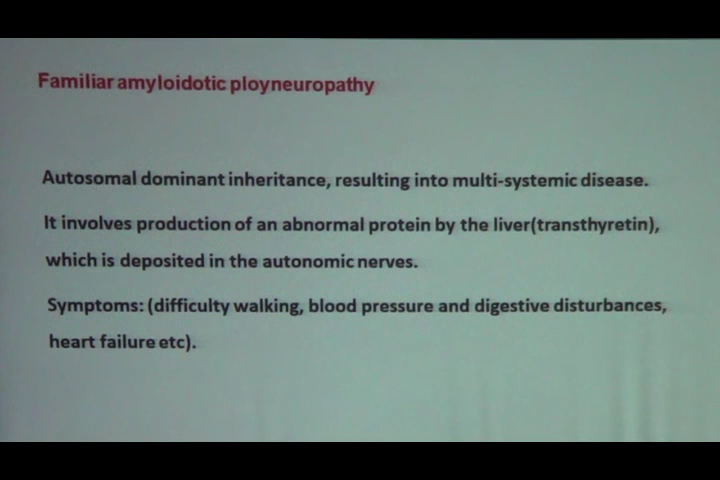 Familiar amyloidotic ployneuropathy
Autosomal dominant inheritance, resulting into multi-systemic disease.
It involves production of an abnormal protein by the liver(transthyretin),
which is deposited in the autonomic nerves.
Symptoms: (difficulty walking, blood pressure and digestive disturbances,
heart failure etc).